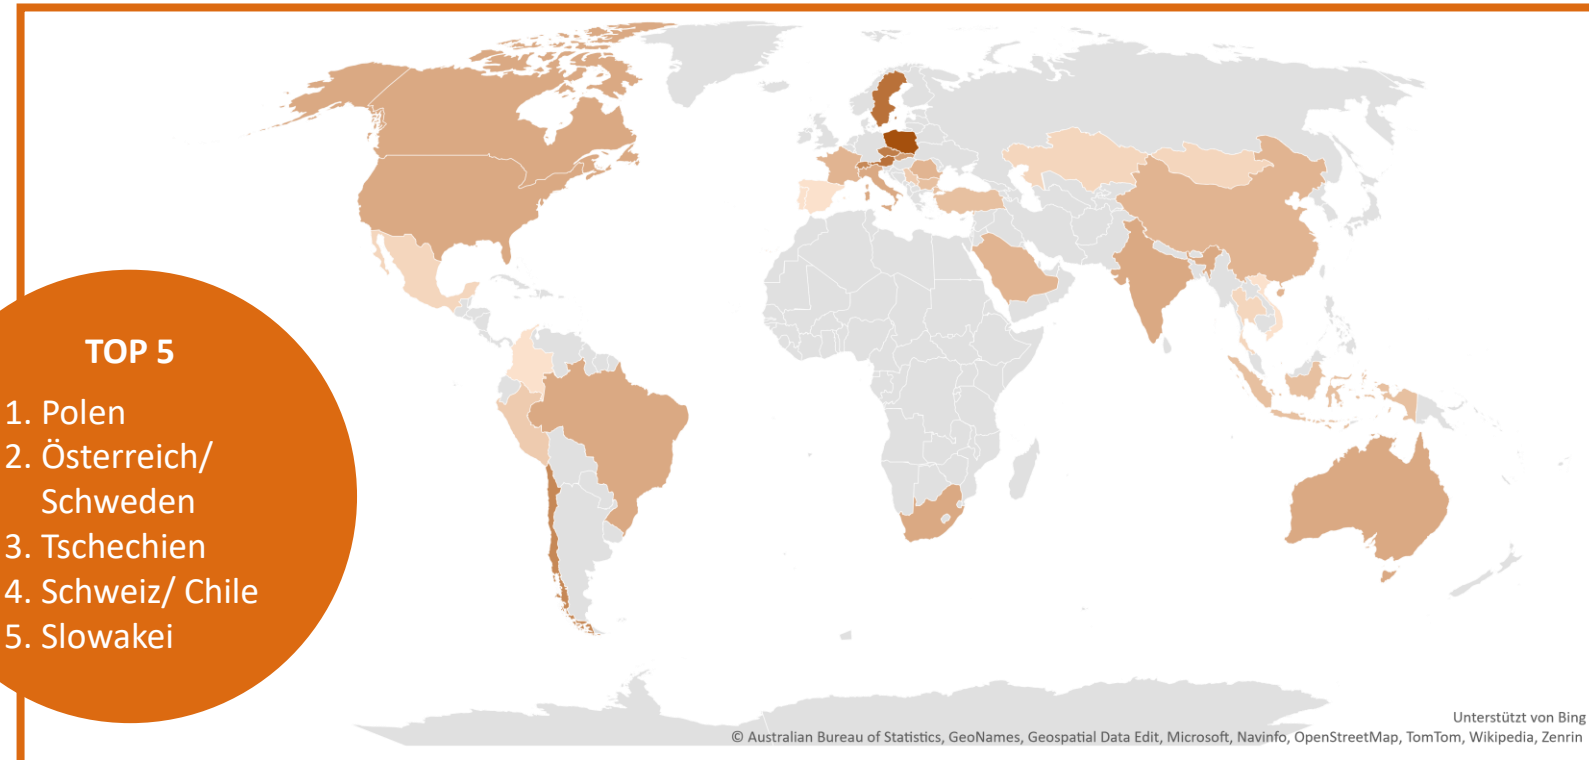 TOP 5
1. Polen
2. Österreich/
Schweden
3. Tschechien
4. Schweiz/ Chile
5. Slowakei
Unterstützt von Bing
© Australian Bureau of Statistics, GeoNames, Geospatial Data Edit, Microsoft, Navinfo, OpenStreetMap, TomTom, Wikipedia, Zenrin